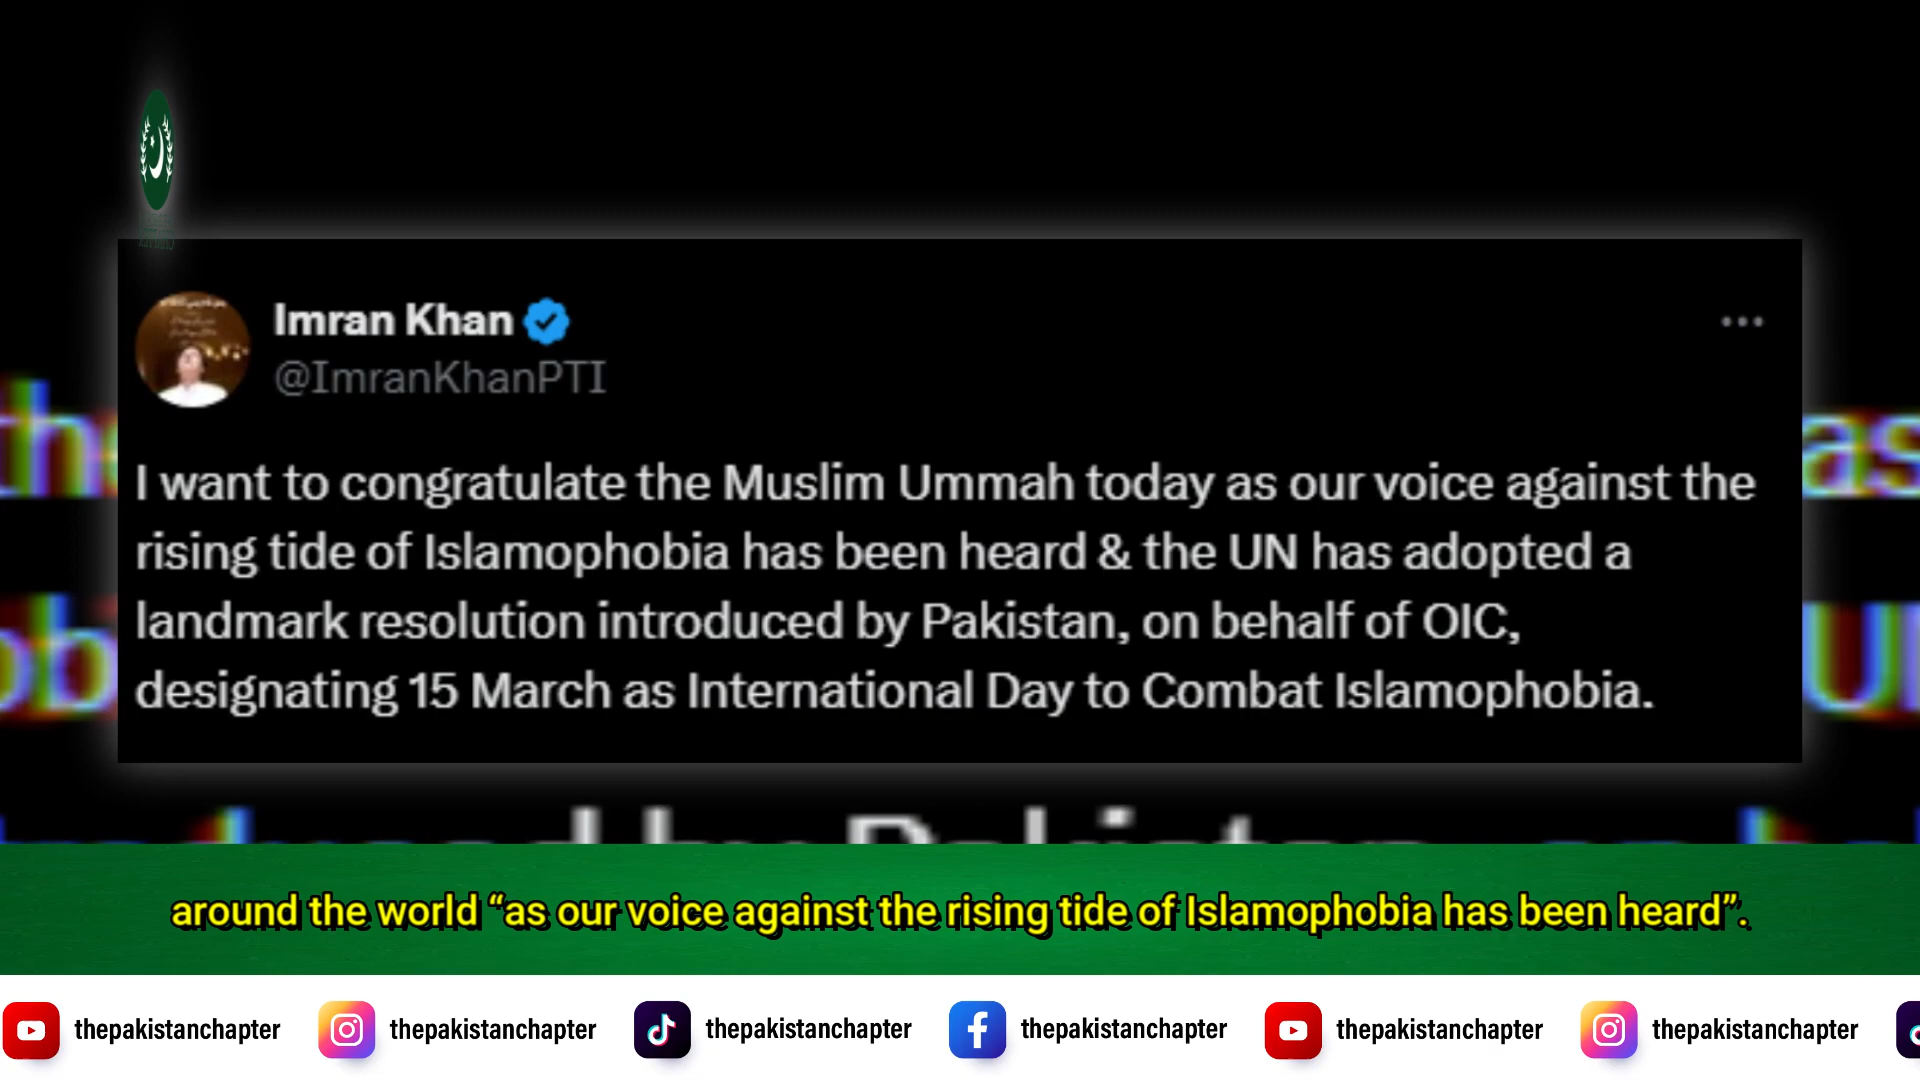 Imran Khan
@ImranKhanPTI
I want to congratulate the Muslim Ummah today as our voice against the
rising tide of Islamophobia has been heard & the UN has adopted a
landmark resolution introduced by Pakistan, on behalf of OIC,
designating 15 March as International Day to Combat Islamophobia.
around the world “as our voice against the rising tide of Islamophobia has been heard”.
thepakistanchapter thepakistanchapter thepakistanchapter thepakistanchapter thepakistanchapter thepakistanchapter